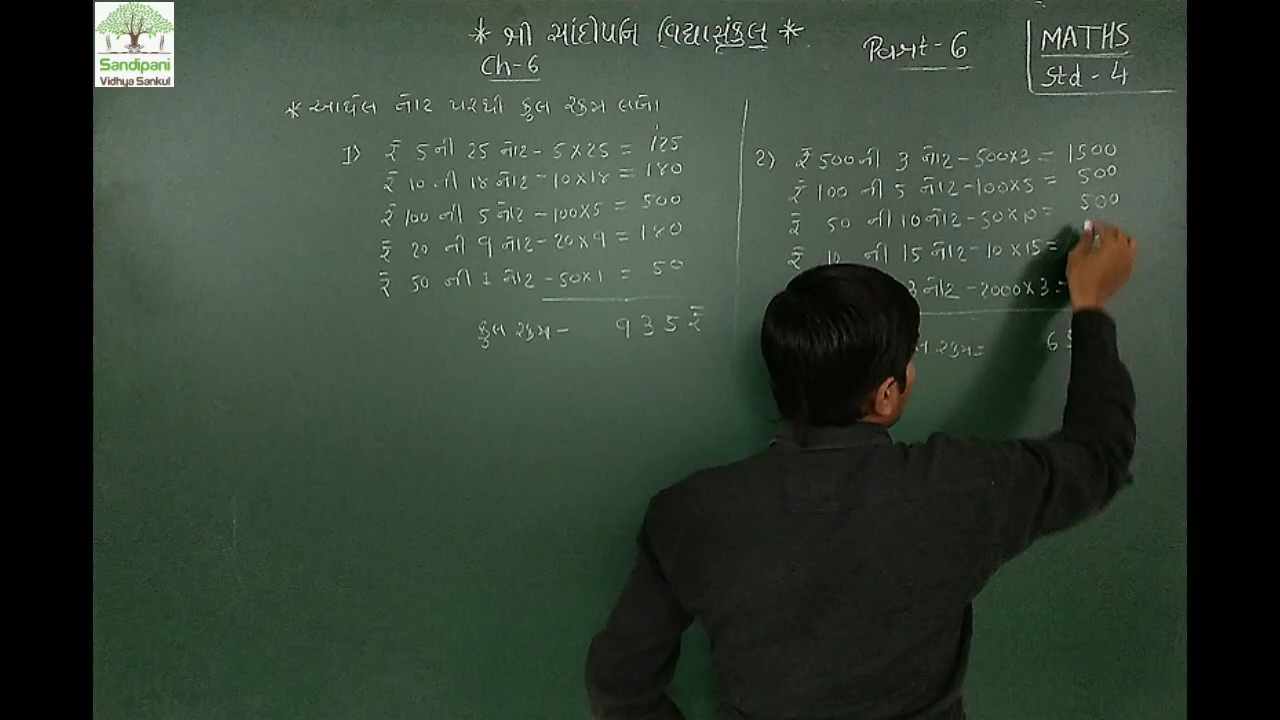 Sandipani
Vidhya Sankul
* શ્રી સાંદીપનિ વિદ્યાસંકુલ *
Ch-6
Part-6
MATHS
Std - 4
* આપેલ નોટ પરથી કુલ રકમ લખો
1) ₹ 5 ની 25 નોટ - 5 × 25 = 125
₹ 10 ની 18 નોટ - 10 × 18 = 180
₹ 100 ની 5 નોટ - 100 × 5 = 500
₹ 20 ની 9 નોટ - 20 × 9 = 180
₹ 50 ની 1 નોટ - 50 × 1 = 50
કુલ રકમ - 935 ₹
2) ₹ 500 ની 3 નોટ - 500 × 3 = 1500
₹ 100 ની 5 નોટ - 100 × 5 = 500
₹ 50 ની 10 નોટ - 50 × 10 = 500
₹ 10 ની 15 નોટ - 10 × 15 =
3 નોટ - 2000 × 3 =
રકમ =